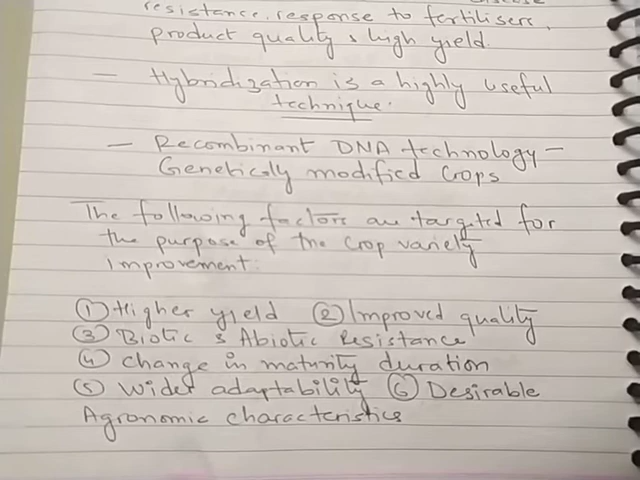 resistance, response to fertilisers,
product quality & high yield.
– Hybridization is a highly useful
technique.
– Recombinant DNA technology –
Genetically modified Crops
The following factors are targeted for
the purpose of the crop variety
improvement:
① Higher yield ② Improved quality
③ Biotic & Abiotic Resistance
④ change in maturity duration
⑤ Wider adaptability ⑥ Desirable
Agronomic characteristics